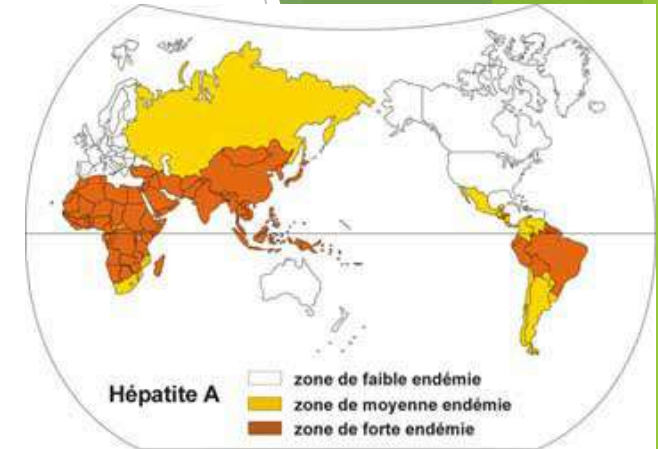 Hépatite A
zone de faible endémie
zone de moyenne endémie
zone de forte endémie